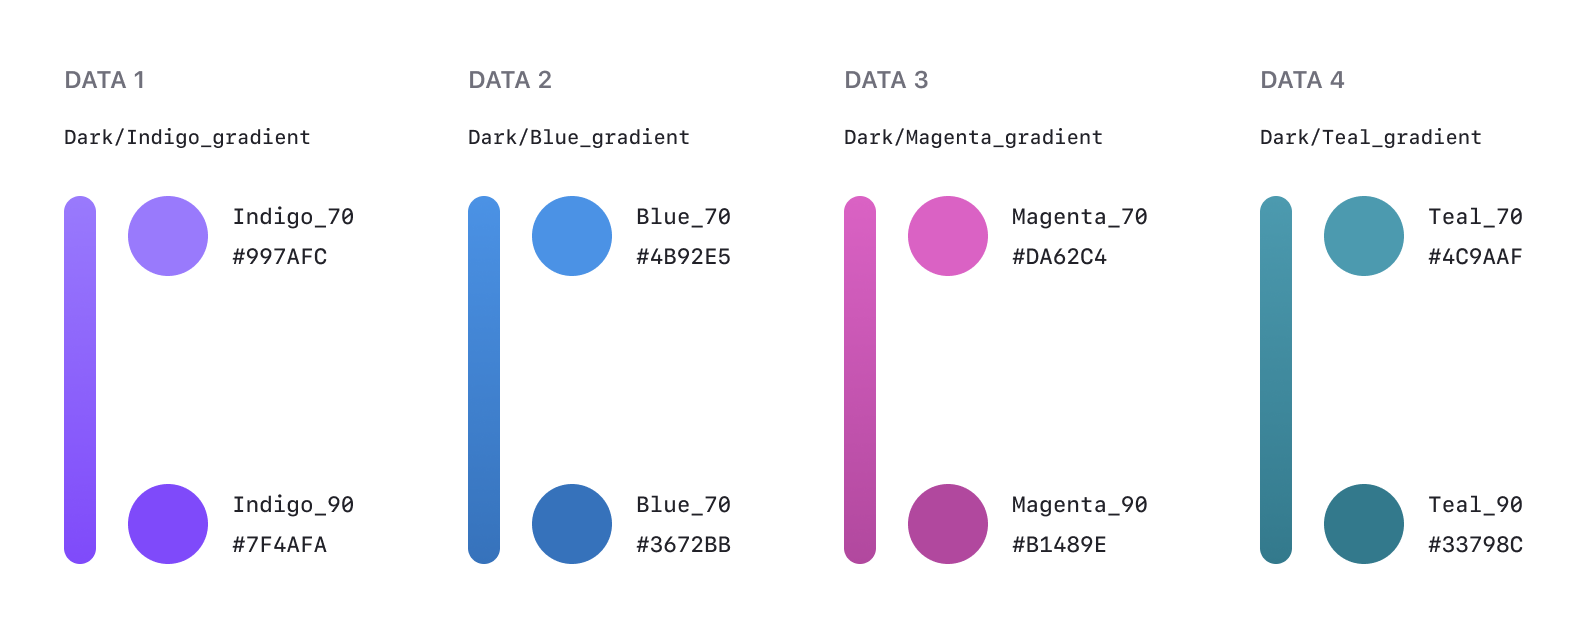 DATA 1
Dark/Indigo_gradient
Indigo_70
#997AFC
Indigo_90
#7F4AFA
DATA 2
Dark/Blue_gradient
Blue_70
#4B92E5
Blue_70
#3672BB
DATA 3
Dark/Magenta_gradient
Magenta_70
#DA62C4
Magenta_90
#B1489E
DATA 4
Dark/Teal_gradient
Teal_70
#4C9AAF
Teal_90
#33798C